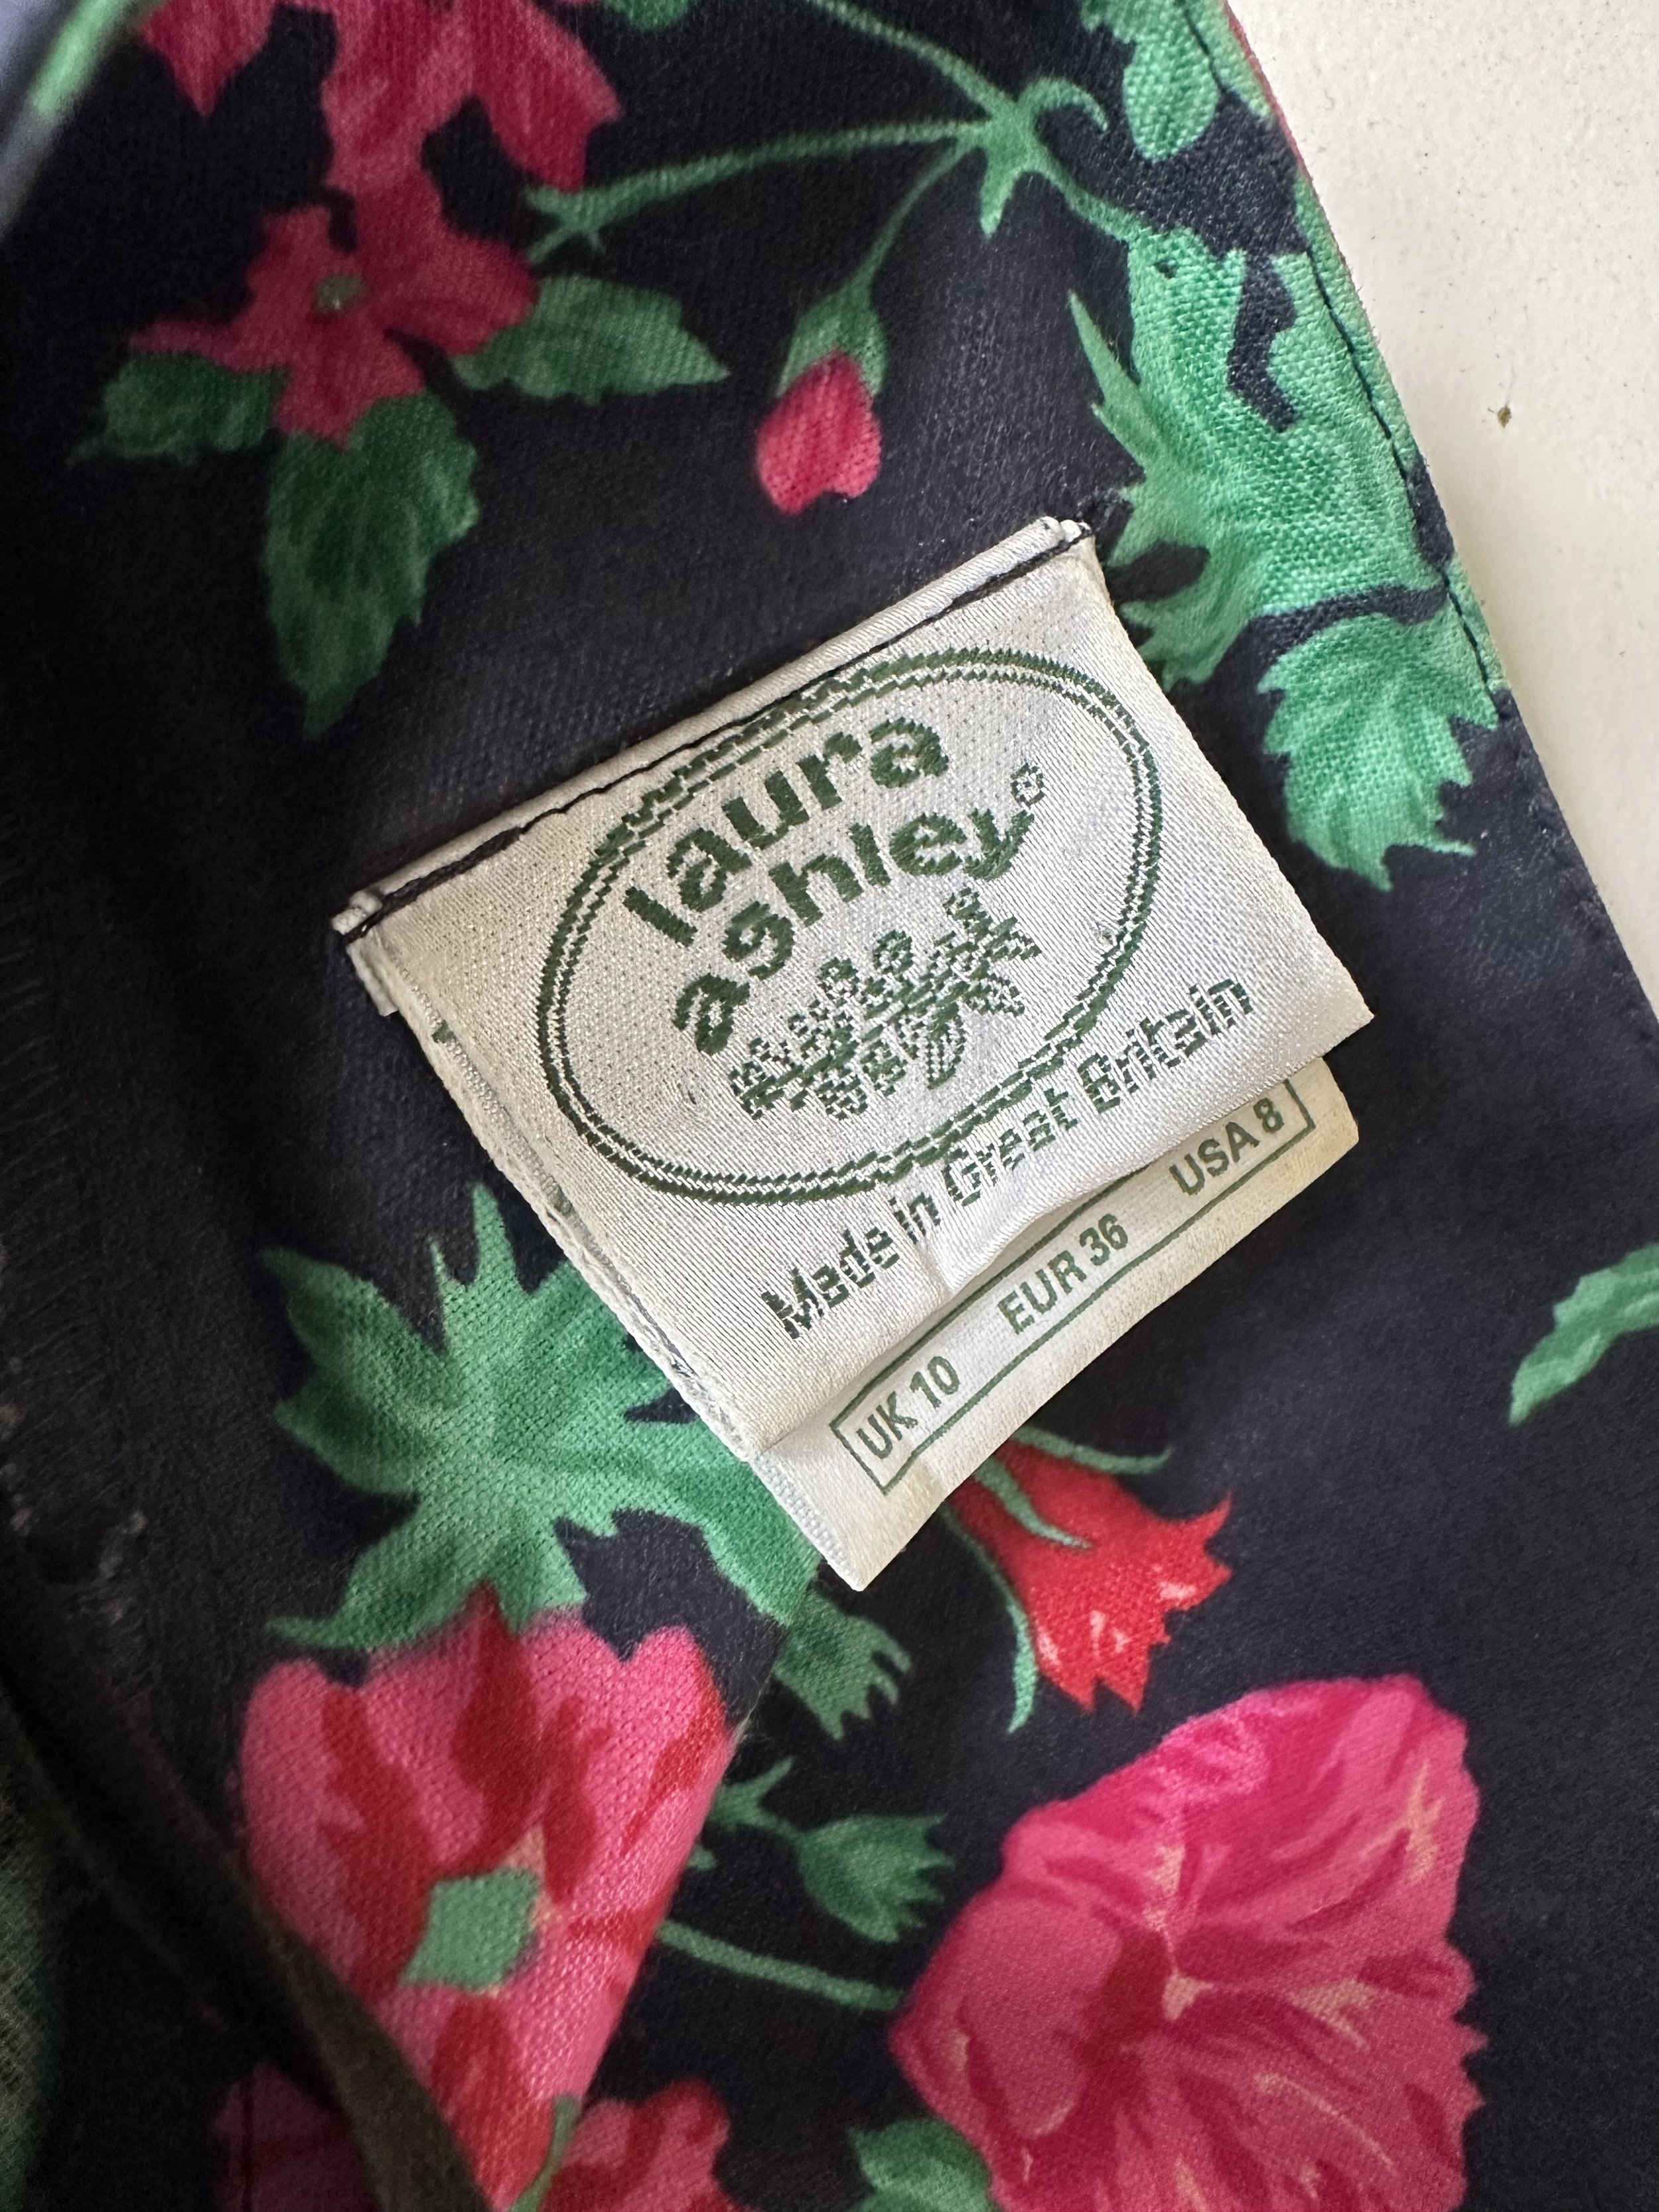 laura
ashley®
Made in Great Britain
UK 10 EUR 36 USA 8